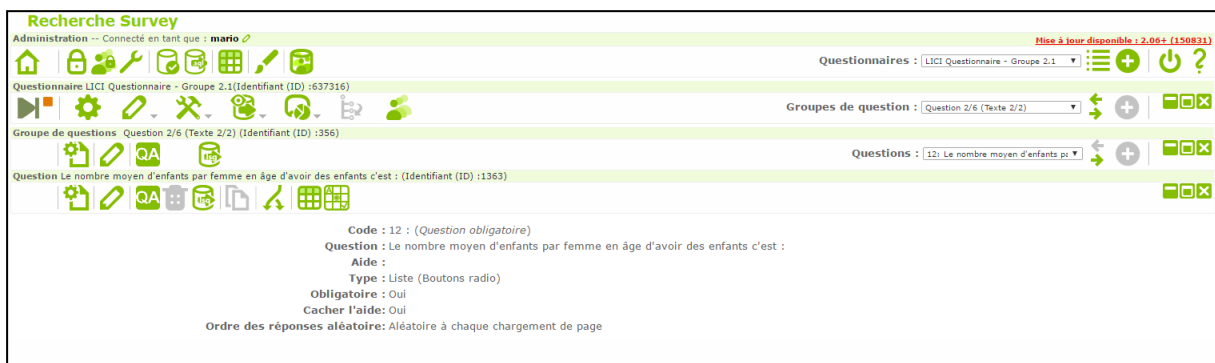 Recherche Survey
Administration -- Connecté en tant que : mario
Mise à jour disponible : 2.06+ (150831)
Questionnaires : LICI Questionnaire - Groupe 2.1
Questionnaire LICI Questionnaire - Groupe 2.1(Identifiant (ID) :637316)
Groupes de question : Question 2/6 (Texte 2/2)
Groupe de questions Question 2/6 (Texte 2/2) (Identifiant (ID) :356)
QA
Questions : 12: Le nombre moyen d'enfants pa
Question Le nombre moyen d'enfants par femme en âge d'avoir des enfants c'est : (Identifiant (ID) :1363)
QA
Code : 12 : (Question obligatoire)
Question : Le nombre moyen d'enfants par femme en âge d'avoir des enfants c'est :
Aide :
Type : Liste (Boutons radio)
Obligatoire : Oui
Cacher l'aide: Oui
Ordre des réponses aléatoire: Aléatoire à chaque chargement de page